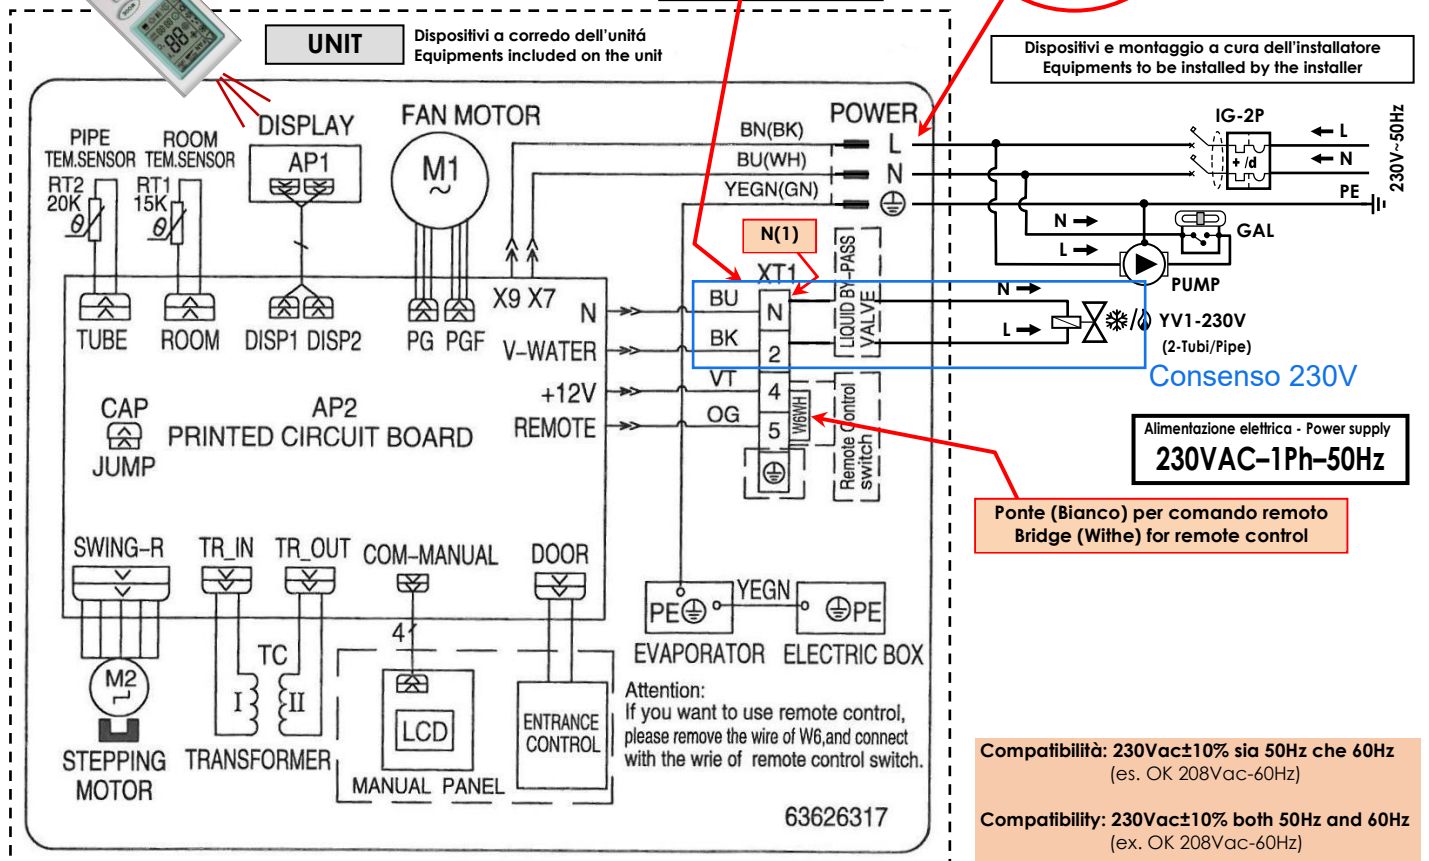 UNIT
Dispositivi a corredo dell'unitá
Equipments included on the unit
Dispositivi e montaggio a cura dell'installatore
Equipments to be installed by the installer
PIPE
TEM.SENSOR
RT2
20K
θ
ROOM
TEM.SENSOR
RT1
15K
θ
DISPLAY
AP1
FAN MOTOR
M1
~
POWER
BN(BK)
L
BU(WH)
N
YEGN(GN)
IG-2P
+ /d
L
N
PE
230V~50Hz
N
L
GAL
PUMP
N(1)
XT1
LIQUID BY-PASS
VALVE
TUBE
ROOM
DISP1 DISP2
PG PGF
X9 X7
N
BU
N
V-WATER
BK
2
+12V
VT
4
REMOTE
OG
5
W6WH
Remote Control
switch
N
L
YV1-230V
(2-Tubi/Pipe)
Consenso 230V
CAP
JUMP
AP2
PRINTED CIRCUIT BOARD
Alimentazione elettrica - Power supply
230VAC–1Ph–50Hz
Ponte (Bianco) per comando remoto
Bridge (Withe) for remote control
SWING-R
TR_IN
TR_OUT
COM-MANUAL
DOOR
4
M2
STEPPING
MOTOR
TC
I
II
TRANSFORMER
LCD
MANUAL PANEL
ENTRANCE
CONTROL
PE
YEGN
PE
EVAPORATOR
ELECTRIC BOX
Attention:
If you want to use remote control,
please remove the wire of W6,and connect
with the wrie of remote control switch.
63626317
Compatibilità: 230Vac±10% sia 50Hz che 60Hz
(es. OK 208Vac-60Hz)
Compatibility: 230Vac±10% both 50Hz and 60Hz
(ex. OK 208Vac-60Hz)